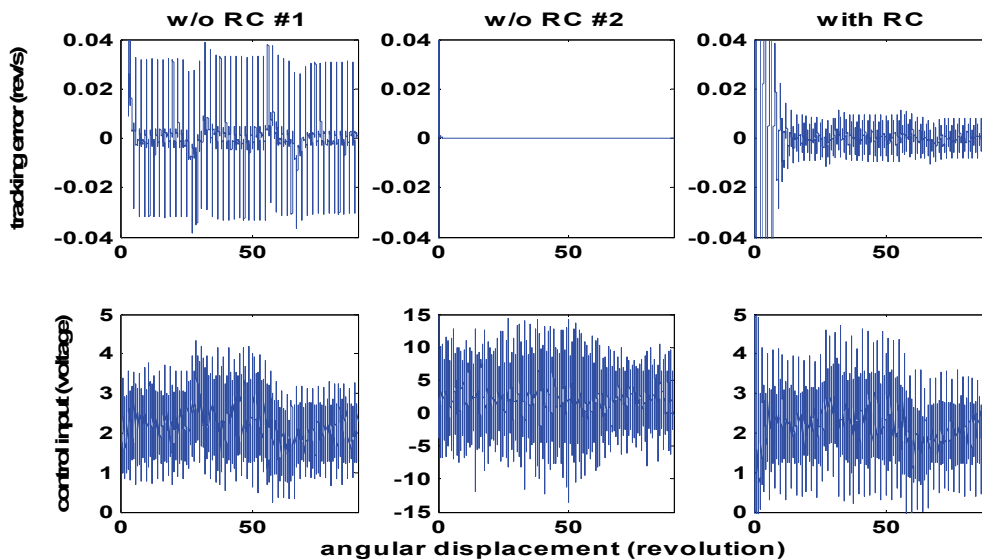 w/o RC #1 w/o RC #2 with RC
tracking error (rev/s)
0.04 0.04 0.04
0.02 0.02 0.02
0 0 0
-0.02 -0.02 -0.02
-0.04 -0.04 -0.04
0 50 0 50 0 50
control input (voltage)
5 15 5
4 10 4
3 5 3
2 0 2
1 -5 1
-10
0 -15 0
0 50 0 50 0 50
angular displacement (revolution)